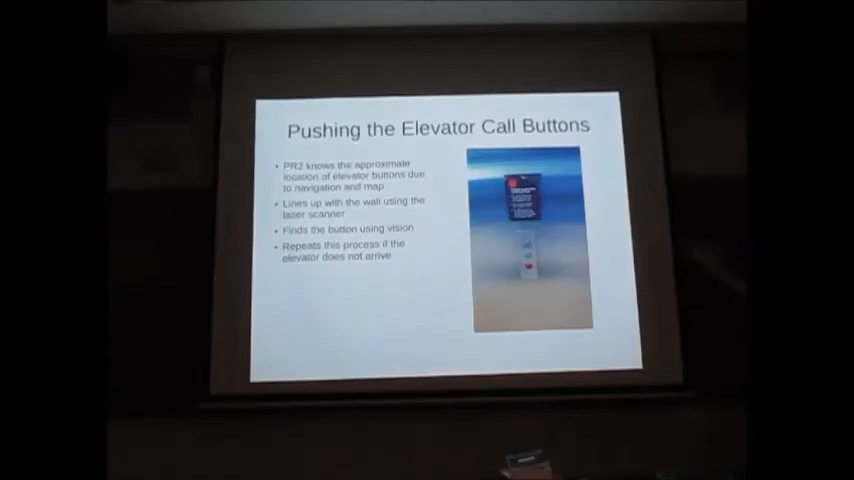 Pushing the Elevator Call Buttons
• PR2 knows the approximate
location of elevator buttons due
to navigation and map
• Lines up with the wall using the
laser scanner
• Finds the button using vision
• Repeats this process if the
elevator does not arrive